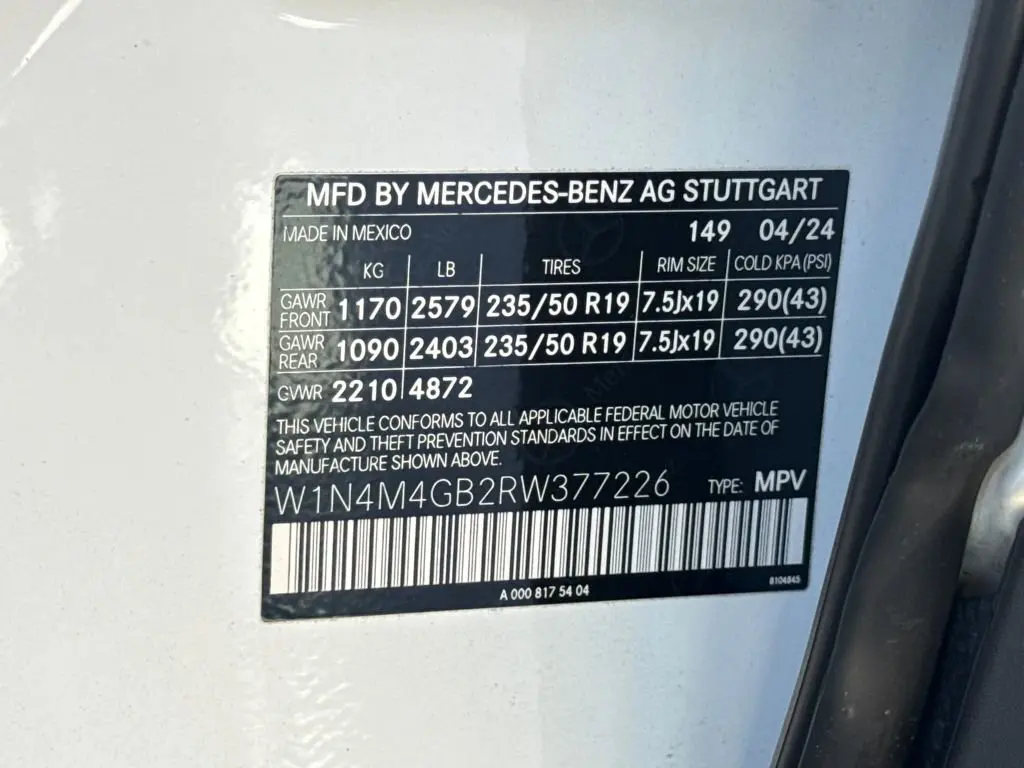 MFD BY MERCEDES-BENZ AG STUTTGART
MADE IN MEXICO 149 04/24
KG LB TIRES RIM SIZE COLD KPA (PSI)
GAWR FRONT 1170 2579 235/50 R19 7.5Jx19 290(43)
GAWR REAR 1090 2403 235/50 R19 7.5Jx19 290(43)
GVWR 2210 4872
THIS VEHICLE CONFORMS TO ALL APPLICABLE FEDERAL MOTOR VEHICLE
SAFETY AND THEFT PREVENTION STANDARDS IN EFFECT ON THE DATE OF
MANUFACTURE SHOWN ABOVE.
W1N4M4GB2RW377226 TYPE: MPV
A 000 817 54 04
8104845